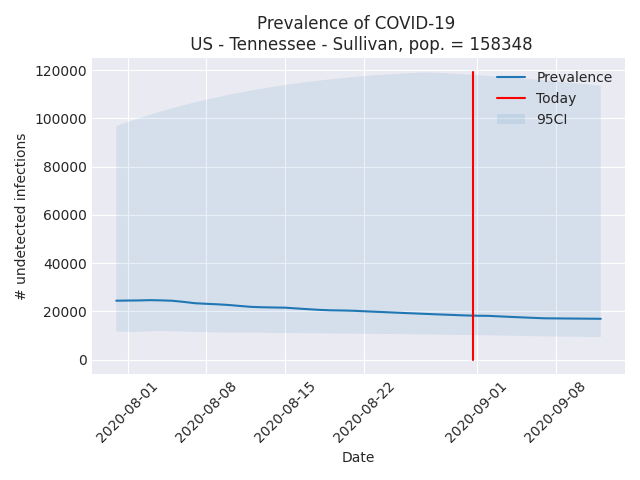 Prevalence of COVID-19
US - Tennessee - Sullivan, pop. = 158348
120000
100000
80000
60000
40000
20000
0
# undetected infections
Prevalence
Today
95CI
2020-08-01
2020-08-08
2020-08-15
2020-08-22
2020-09-01
2020-09-08
Date